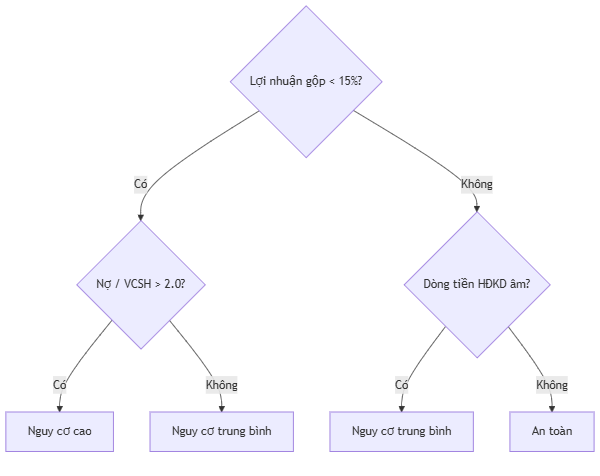 Lợi nhuận gộp < 15%?
Có
Không
Nợ / VCSH > 2.0?
Dòng tiền HĐKD âm?
Có
Không
Có
Không
Nguy cơ cao
Nguy cơ trung bình
Nguy cơ trung bình
An toàn